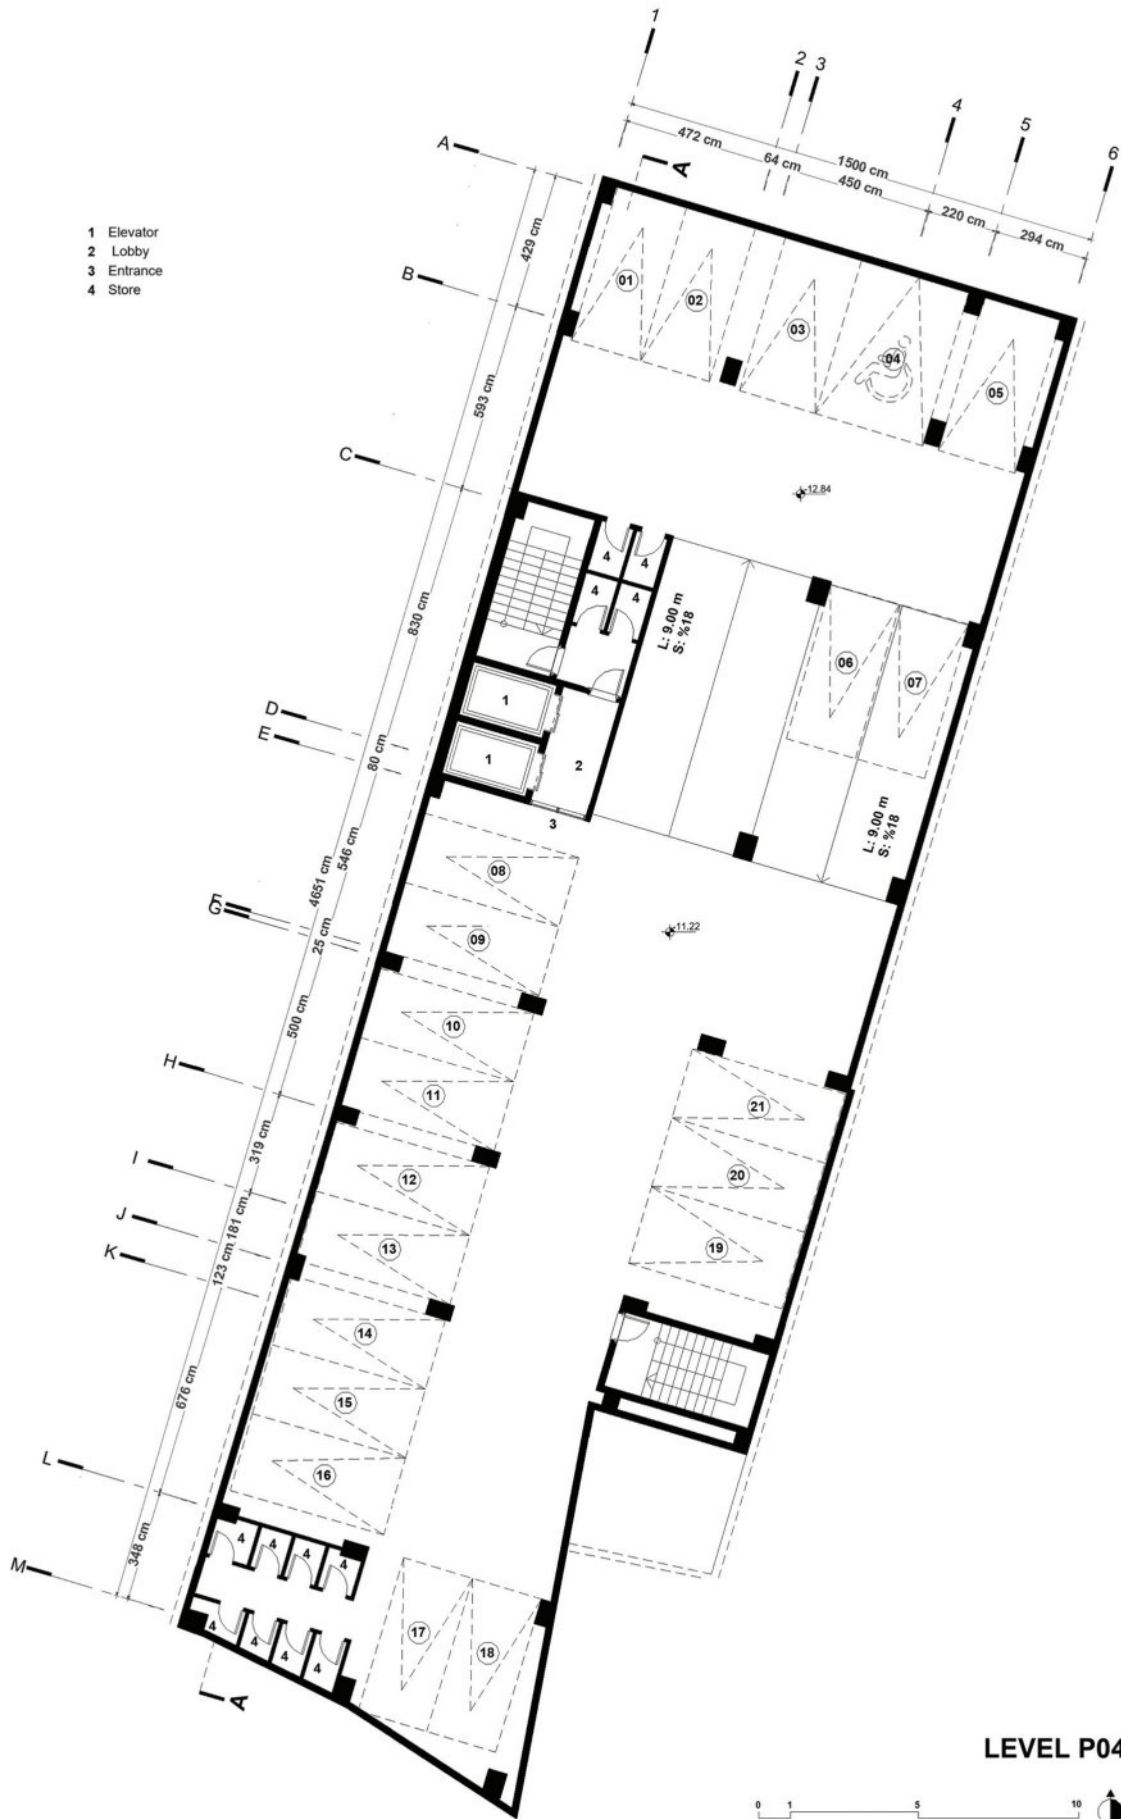 1
2
3
4
5
6
472 cm
64 cm
1500 cm
450 cm
220 cm
294 cm
A
A
B
C
D
E
F
G
H
I
J
K
L
M
1 Elevator
2 Lobby
3 Entrance
4 Store
429 cm
593 cm
830 cm
80 cm
546 cm
4651 cm
25 cm
500 cm
319 cm
181 cm
123 cm
676 cm
348 cm
01
02
03
04
05
-12.84
4
4
4
4
L: 9.00 m
S: %18
06
07
1
1
2
3
L: 9.00 m
S: %18
08
09
-11.22
10
11
21
12
20
13
19
14
15
16
4
4
4
4
4
4
4
4
17
18
A
LEVEL P04
0 1 5 10